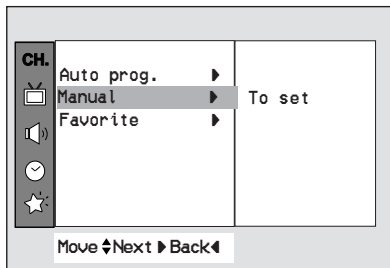 CH.
Auto prog. ▶
Manual ▶ To set
Favorite ▶
Move ▲▼ Next ▶ Back ◀